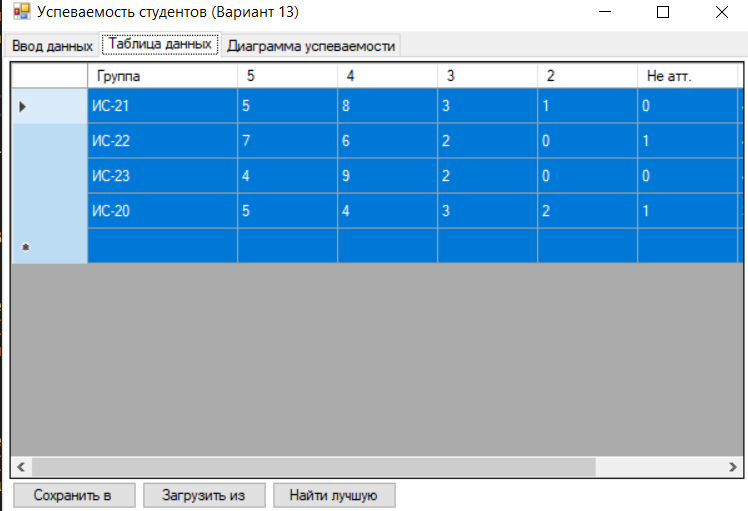 Успеваемость студентов (Вариант 13)
Ввод данных Таблица данных Диаграмма успеваемости
Группа 5 4 3 2 Не атт.
ИС-21 5 8 3 1 0
ИС-22 7 6 2 0 1
ИС-23 4 9 2 0 0
ИС-20 5 4 3 2 1
Сохранить в Загрузить из Найти лучшую